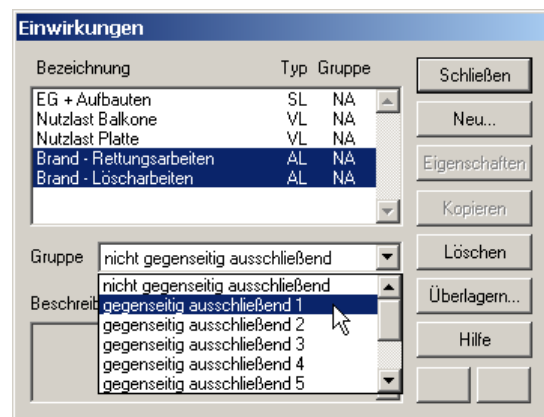 Einwirkungen
Bezeichnung Typ Gruppe
EG + Aufbauten SL NA
Nutzlast Balkone VL NA
Nutzlast Platte VL NA
Brand - Rettungsarbeiten AL NA
Brand - Löscharbeiten AL NA
Schließen
Neu...
Eigenschaften
Kopieren
Löschen
Überlagern...
Hilfe
Gruppe nicht gegenseitig ausschließend
nicht gegenseitig ausschließend
gegenseitig ausschließend 1
gegenseitig ausschließend 2
gegenseitig ausschließend 3
gegenseitig ausschließend 4
gegenseitig ausschließend 5